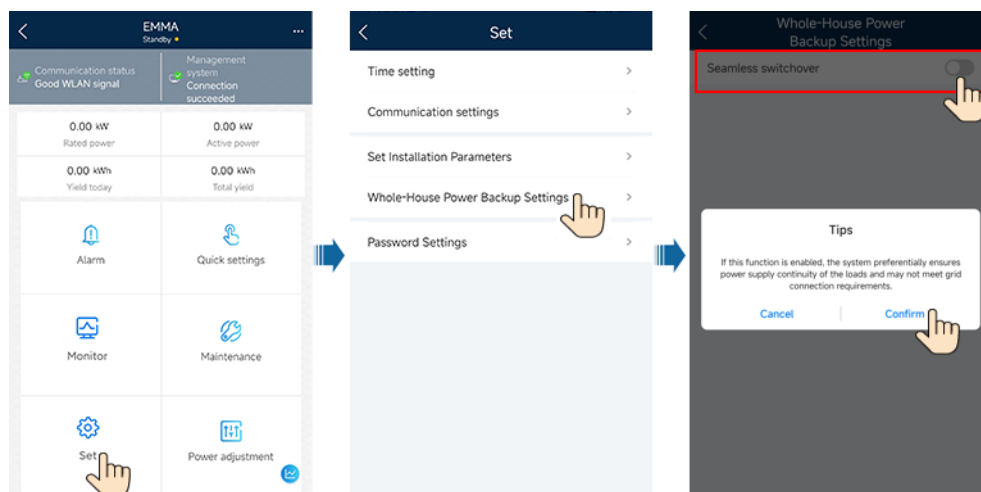 EMMA
Standby
Communication status
Good WLAN signal
Management
system
Connection
succeeded
0.00 kW
Rated power
0.00 kW
Active power
0.00 kWh
Yield today
0.00 kWh
Total yield
Alarm
Quick settings
Monitor
Maintenance
Set
Power adjustment
Set
Time setting
Communication settings
Set Installation Parameters
Whole-House Power Backup Settings
Password Settings
Whole-House Power
Backup Settings
Seamless switchover
Tips
If this function is enabled, the system preferentially ensures
power supply continuity of the loads and may not meet grid
connection requirements.
Cancel
Confirm